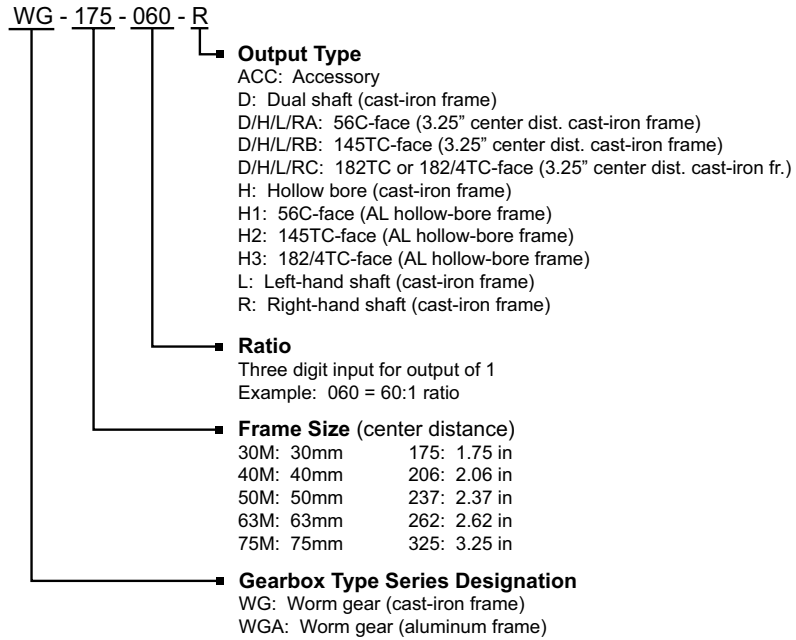 WG - 175 - 060 - R
Output Type
ACC: Accessory
D: Dual shaft (cast-iron frame)
D/H/L/RA: 56C-face (3.25” center dist. cast-iron frame)
D/H/L/RB: 145TC-face (3.25” center dist. cast-iron frame)
D/H/L/RC: 182TC or 182/4TC-face (3.25” center dist. cast-iron fr.)
H: Hollow bore (cast-iron frame)
H1: 56C-face (AL hollow-bore frame)
H2: 145TC-face (AL hollow-bore frame)
H3: 182/4TC-face (AL hollow-bore frame)
L: Left-hand shaft (cast-iron frame)
R: Right-hand shaft (cast-iron frame)
Ratio
Three digit input for output of 1
Example: 060 = 60:1 ratio
Frame Size (center distance)
30M: 30mm 175: 1.75 in
40M: 40mm 206: 2.06 in
50M: 50mm 237: 2.37 in
63M: 63mm 262: 2.62 in
75M: 75mm 325: 3.25 in
Gearbox Type Series Designation
WG: Worm gear (cast-iron frame)
WGA: Worm gear (aluminum frame)